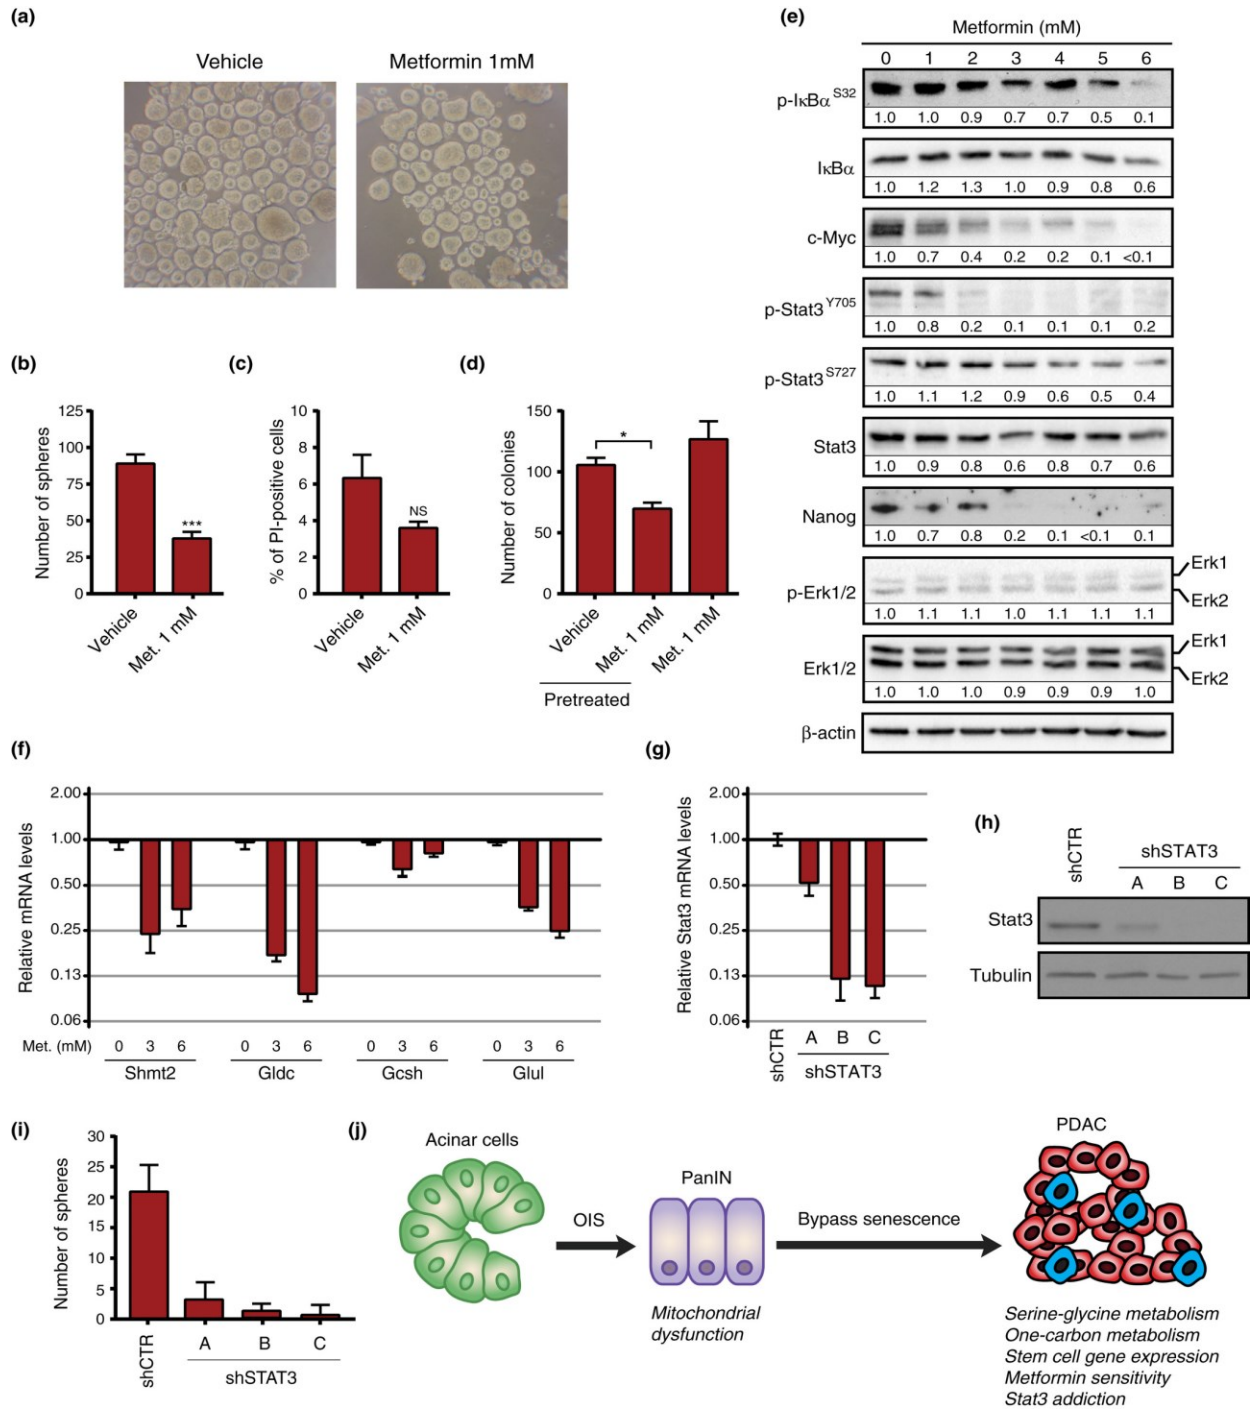 (a)
Vehicle
Metformin 1mM
(b)
Number of spheres
125
100
75
50
25
0
***
Vehicle
Met. 1 mM
(c)
% of PI-positive cells
10
8
6
4
2
0
NS
Vehicle
Met. 1 mM
(d)
Number of colonies
150
100
50
0
*
Vehicle
Met. 1 mM
Met. 1 mM
Pretreated
(e)
Metformin (mM)
0 1 2 3 4 5 6
p-IκBα S32
1.0 1.0 0.9 0.7 0.7 0.5 0.1
IκBα
1.0 1.2 1.3 1.0 0.9 0.8 0.6
c-Myc
1.0 0.7 0.4 0.2 0.2 0.1 <0.1
p-Stat3 Y705
1.0 0.8 0.2 0.1 0.1 0.1 0.2
p-Stat3 S727
1.0 1.1 1.2 0.9 0.6 0.5 0.4
Stat3
1.0 0.9 0.8 0.6 0.8 0.7 0.6
Nanog
1.0 0.7 0.8 0.2 0.1 <0.1 0.1
p-Erk1/2
Erk1
Erk2
1.0 1.1 1.1 1.0 1.1 1.1 1.1
Erk1/2
Erk1
Erk2
1.0 1.0 1.0 0.9 0.9 0.9 1.0
β-actin
(f)
Relative mRNA levels
2.00
1.00
0.50
0.25
0.13
0.06
Met. (mM) 0 3 6 0 3 6 0 3 6 0 3 6
Shmt2 Gldc Gcsh Glul
(g)
Relative Stat3 mRNA levels
2.00
1.00
0.50
0.25
0.13
0.06
shCTR
A B C
shSTAT3
(h)
shCTR
shSTAT3
A B C
Stat3
Tubulin
(i)
Number of spheres
30
25
20
15
10
5
0
shCTR
A B C
shSTAT3
(j)
Acinar cells
OIS
PanIN
Mitochondrial
dysfunction
Bypass senescence
PDAC
Serine-glycine metabolism
One-carbon metabolism
Stem cell gene expression
Metformin sensitivity
Stat3 addiction